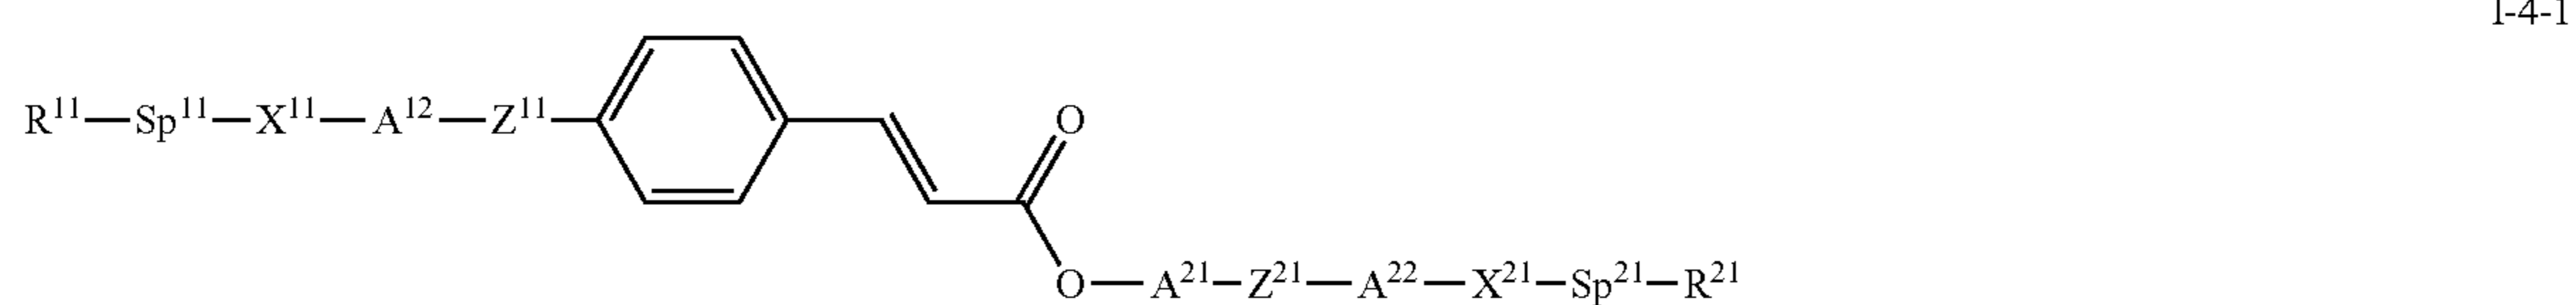 I-4-1
R¹¹—Sp¹¹—X¹¹—A¹²—Z¹¹
O
O—A²¹—Z²¹—A²²—X²¹—Sp²¹—R²¹